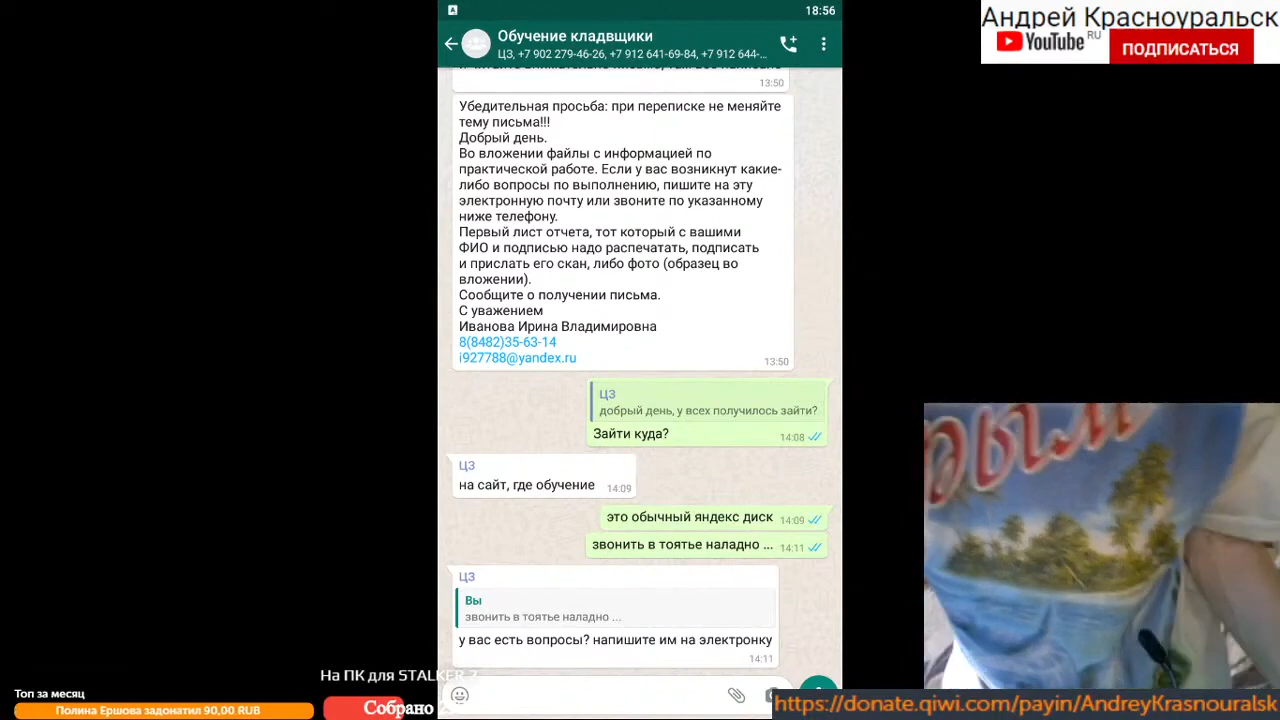 18:56
Андрей Красноуральск
YouTube RU
ПОДПИСАТЬСЯ
Обучение кладвщики
ЦЗ, +7 902 279-46-26, +7 912 641-69-84, +7 912 644-...
13:50
Убедительная просьба: при переписке не меняйте
тему письма!!!
Добрый день.
Во вложении файлы с информацией по
практической работе. Если у вас возникнут какие-
либо вопросы по выполнению, пишите на эту
электронную почту или звоните по указанному
ниже телефону.
Первый лист отчета, тот который с вашими
ФИО и подписью надо распечатать, подписать
и прислать его скан, либо фото (образец во
вложении).
Сообщите о получении письма.
С уважением
Иванова Ирина Владимировна
8(8482)35-63-14
i927788@yandex.ru
13:50
ЦЗ
добрый день, у всех получилось зайти?
Зайти куда?
14:08
ЦЗ
на сайт, где обучение
14:09
это обычный яндекс диск
14:09
звонить в тоятье наладно ...
14:11
ЦЗ
Вы
звонить в тоятье наладно ...
у вас есть вопросы? напишите им на электронку
14:11
На ПК для STALKER 2
Топ за месяц
Полина Ершова задонатил 90,00 RUB
Собрано
https://donate.qiwi.com/payin/AndreyKrasnouralsk